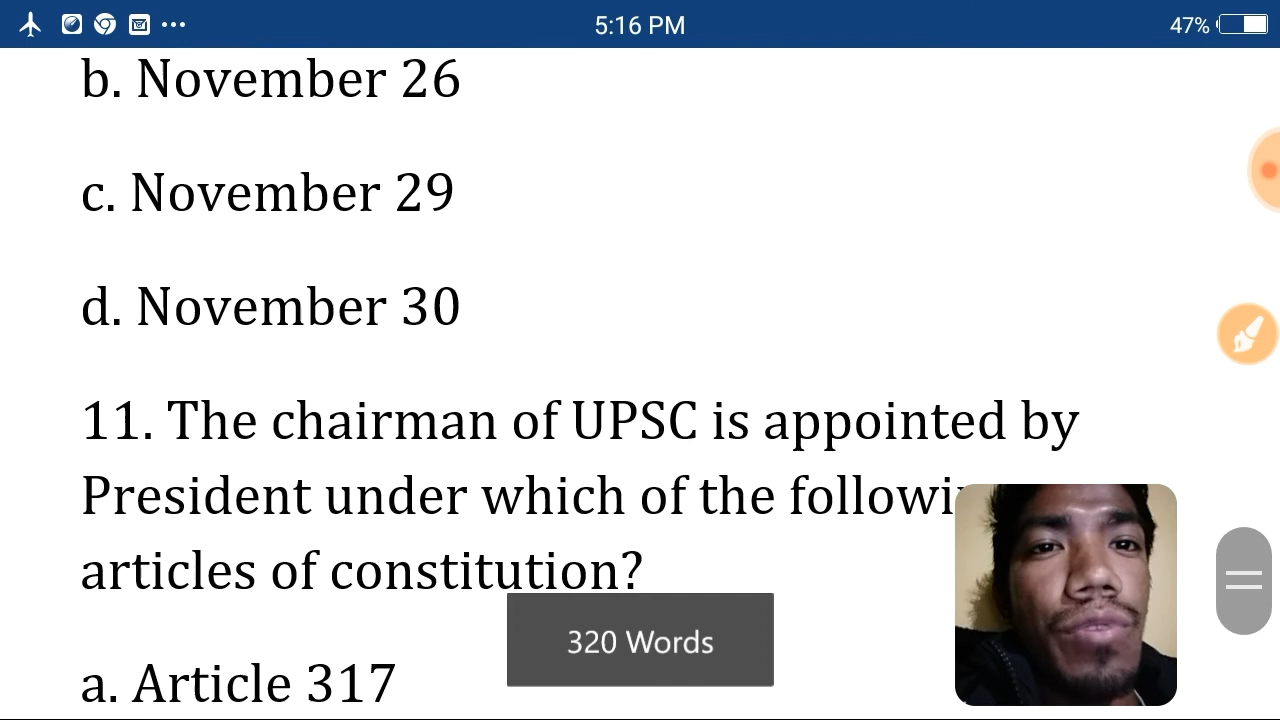 5:16 PM
47%
b. November 26
c. November 29
d. November 30
11. The chairman of UPSC is appointed by
President under which of the
articles of constitution?
320 Words
a. Article 317